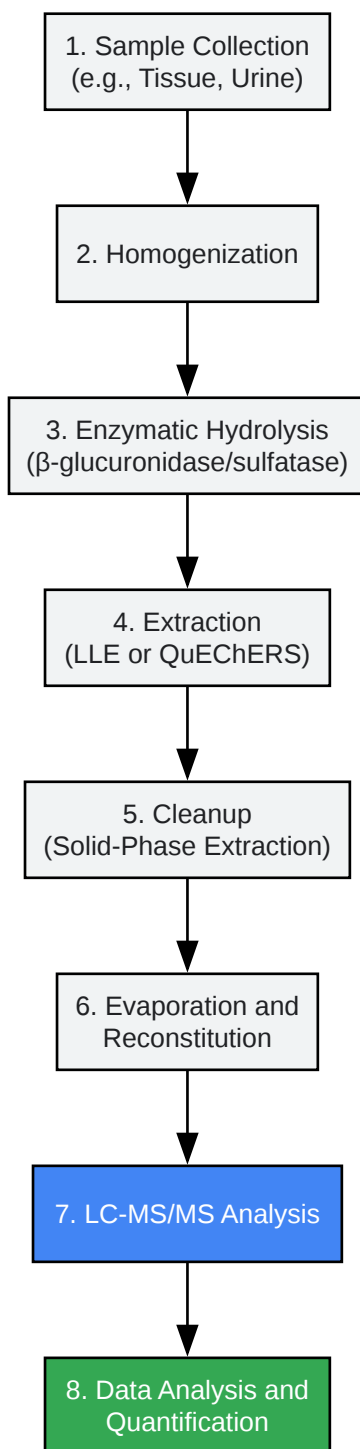 1. Sample Collection
(e.g., Tissue, Urine)
2. Homogenization
3. Enzymatic Hydrolysis
(β-glucuronidase/sulfatase)
4. Extraction
(LLE or QuEChERS)
5. Cleanup
(Solid-Phase Extraction)
6. Evaporation and
Reconstitution
7. LC-MS/MS Analysis
8. Data Analysis and
Quantification